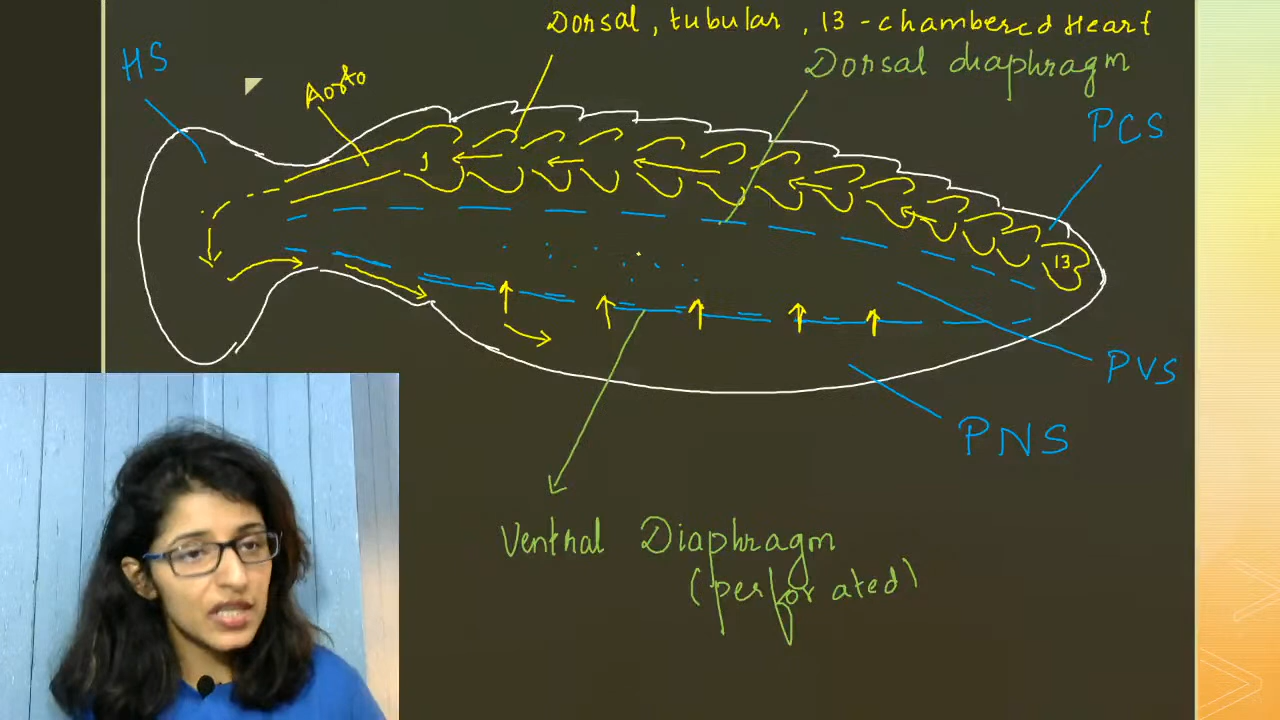 Dorsal, tubular, 13-chambered Heart
HS
Dorsal diaphragm
Aorta
PCS
1
13
PVS
PNS
Ventral Diaphragm
(perforated)